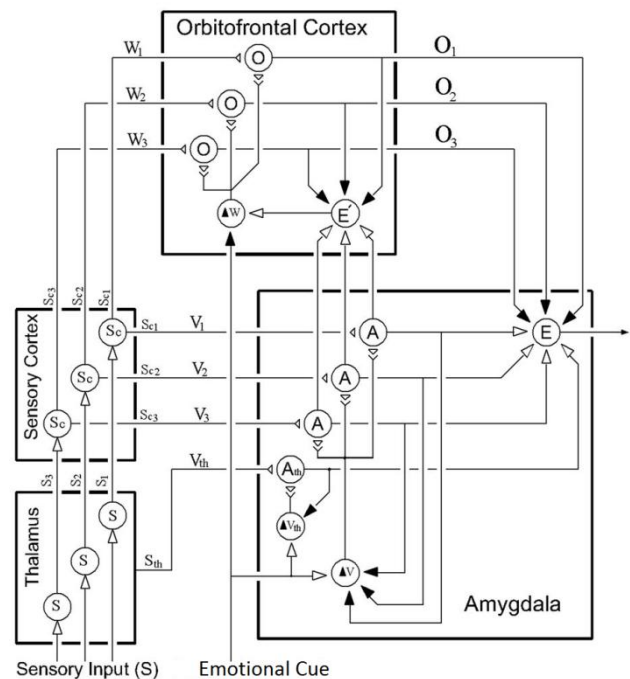 Orbitofrontal Cortex
W1
O
O1
W2
O
O2
W3
O
O3
▲W
E'
Sc3
Sc2
Sc1
Sensory Cortex
Sc
Sc1
V1
A
E
Sc
Sc2
V2
A
Sc
Sc3
V3
A
Vth
Ath
S3
S2
S1
Thalamus
S
▲Vth
S
Sth
▲V
S
Amygdala
Sensory Input (S)
Emotional Cue